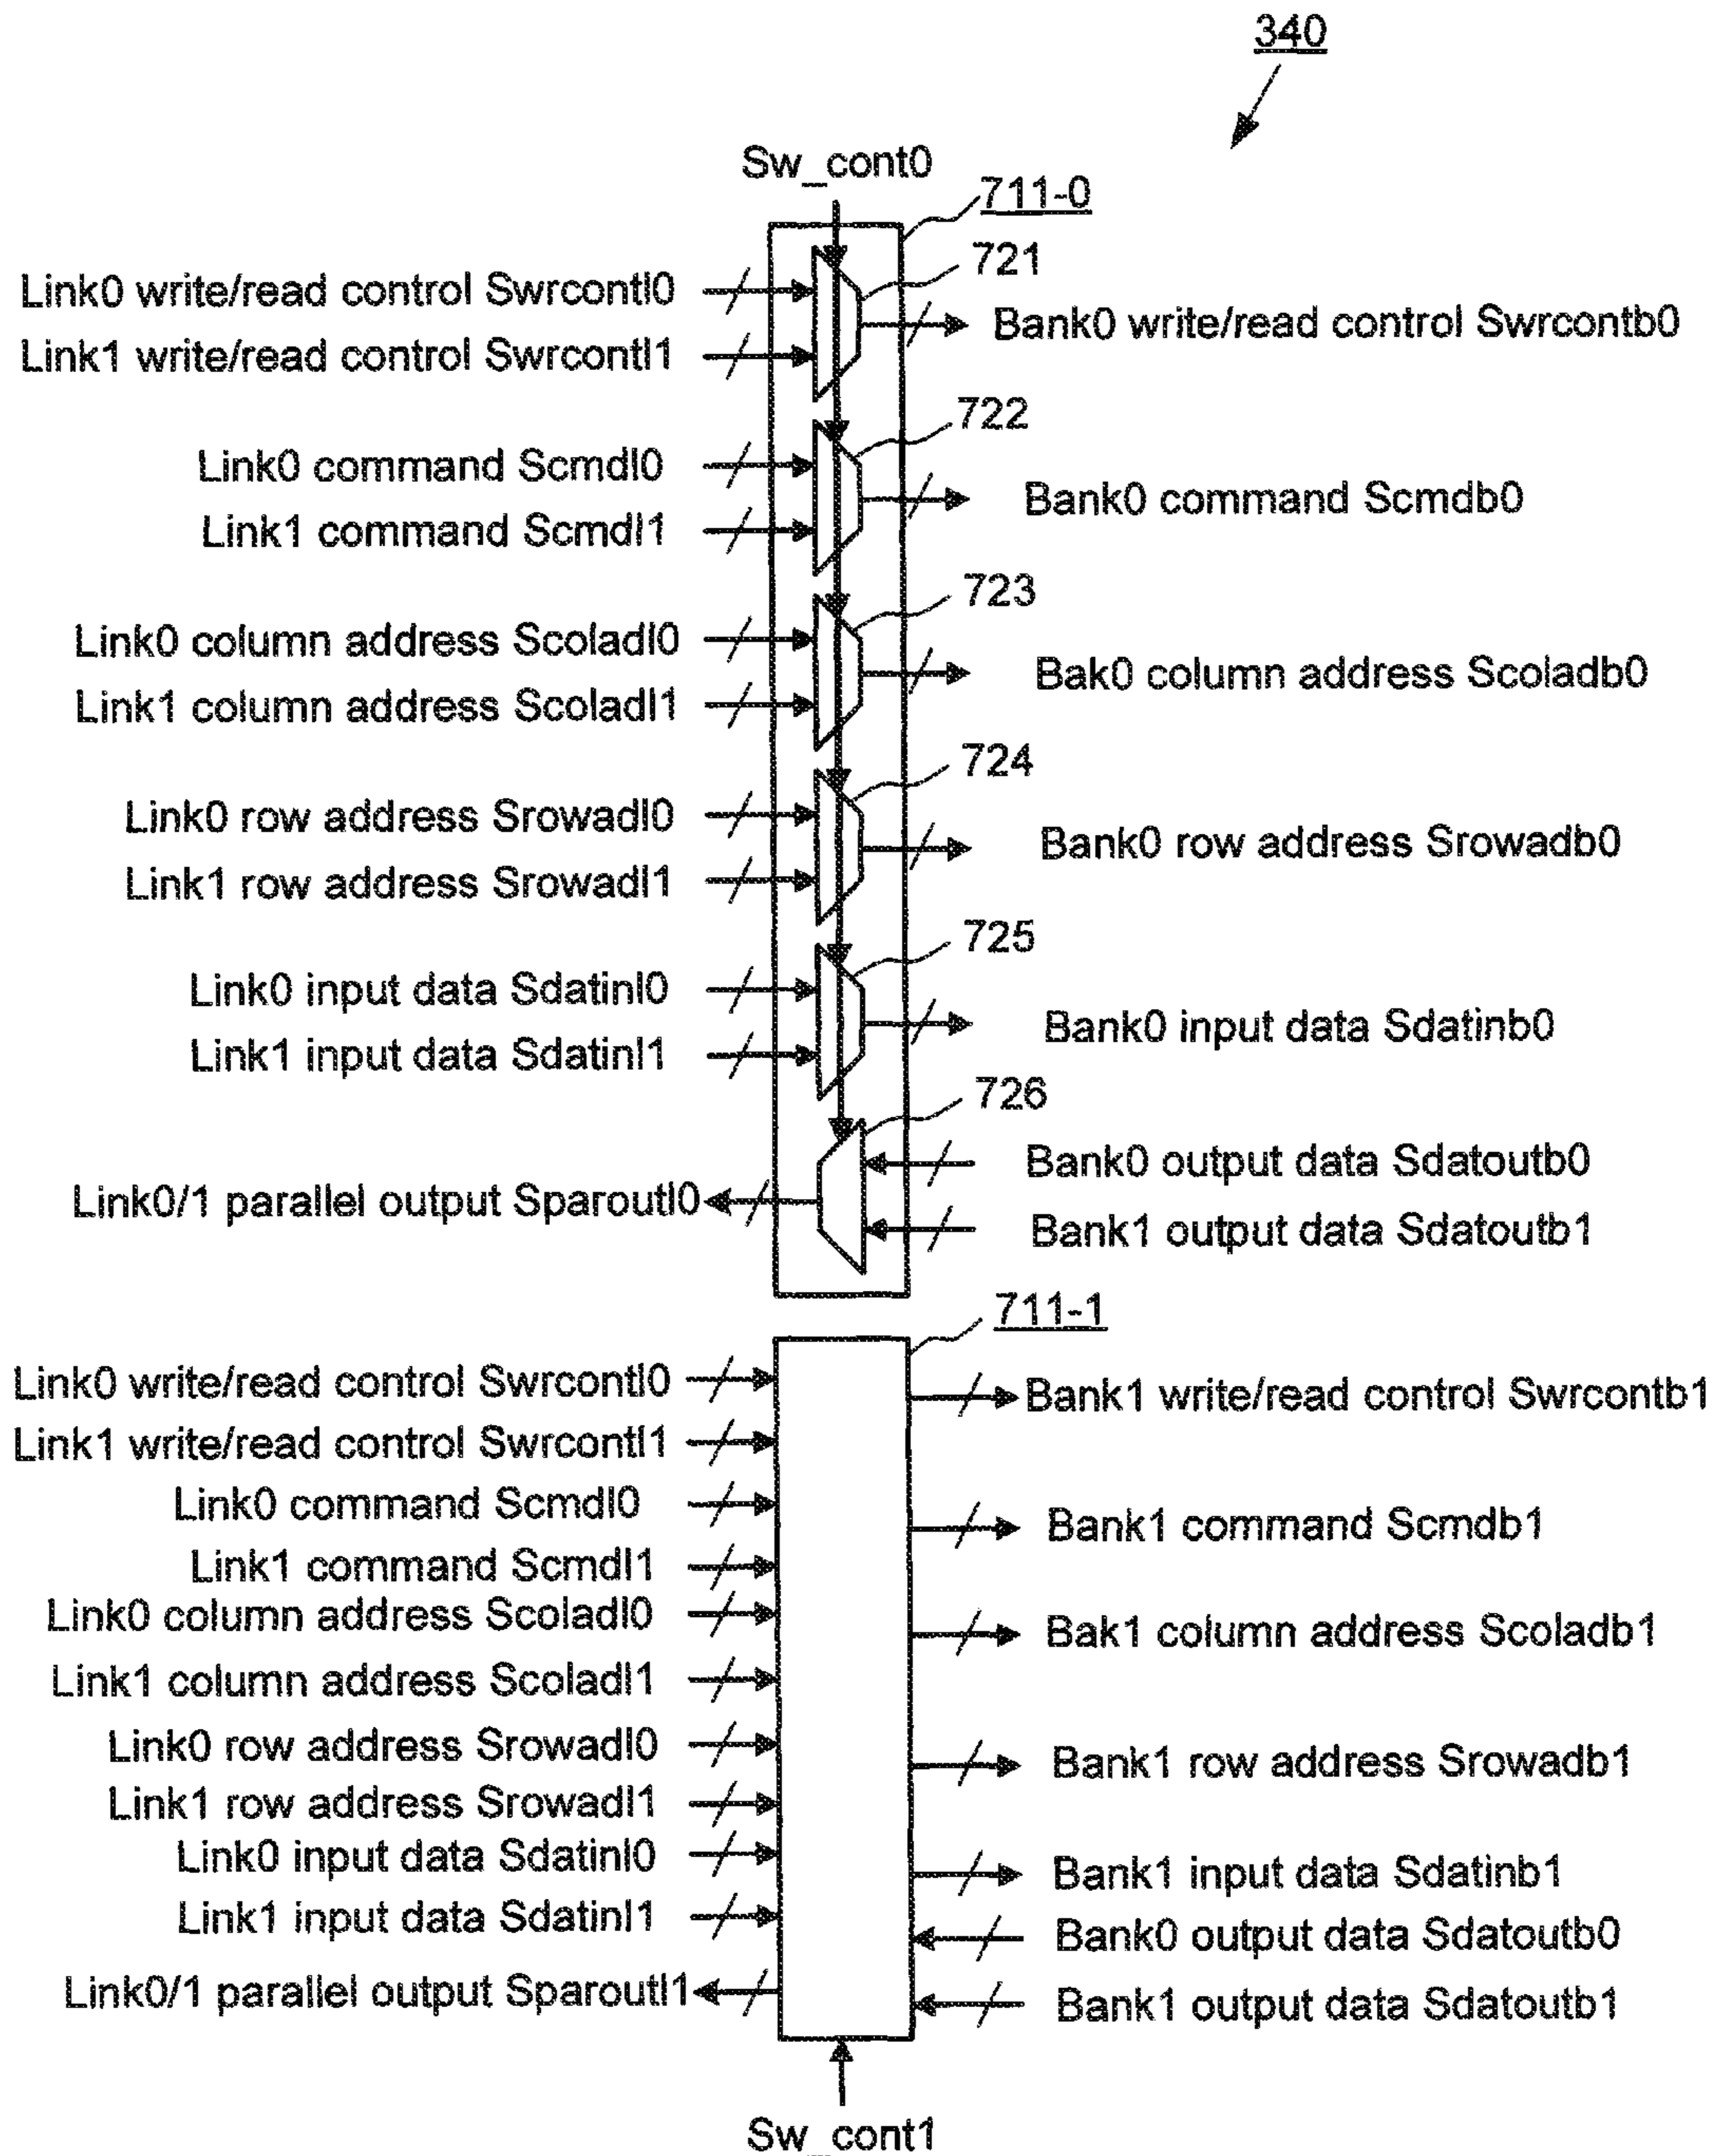 340
Sw_cont0
711-0
721
Link0 write/read control Swrcontl0
Bank0 write/read control Swrcontb0
Link1 write/read control Swrcontl1
722
Link0 command Scmdl0
Bank0 command Scmdb0
Link1 command Scmdl1
723
Link0 column address Scoladl0
Bak0 column address Scoladb0
Link1 column address Scoladl1
724
Link0 row address Srowadl0
Bank0 row address Srowadb0
Link1 row address Srowadl1
725
Link0 input data Sdatinl0
Bank0 input data Sdatinb0
Link1 input data Sdatinl1
726
Bank0 output data Sdatoutb0
Link0/1 parallel output Sparoutl0
Bank1 output data Sdatoutb1
711-1
Link0 write/read control Swrcontl0
Bank1 write/read control Swrcontb1
Link1 write/read control Swrcontl1
Link0 command Scmdl0
Bank1 command Scmdb1
Link1 command Scmdl1
Link0 column address Scoladl0
Bak1 column address Scoladb1
Link1 column address Scoladl1
Link0 row address Srowadl0
Bank1 row address Srowadb1
Link1 row address Srowadl1
Link0 input data Sdatinl0
Bank1 input data Sdatinb1
Link1 input data Sdatinl1
Bank0 output data Sdatoutb0
Link0/1 parallel output Sparoutl1
Bank1 output data Sdatoutb1
Sw_cont1